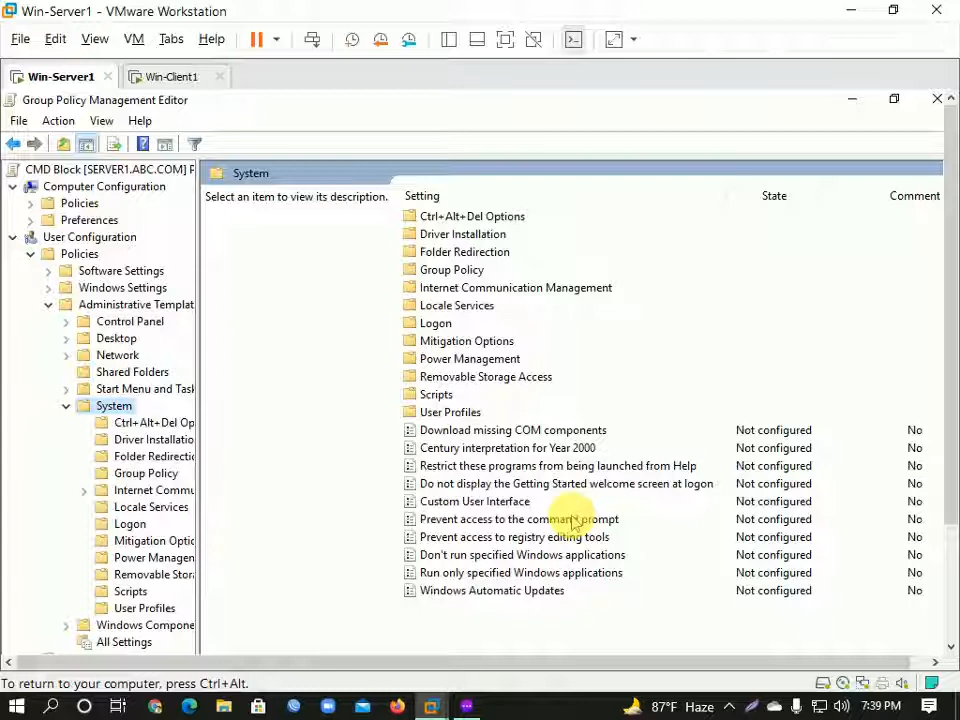 Win-Server1 - VMware Workstation
File Edit View VM Tabs Help
Win-Server1 Win-Client1
Group Policy Management Editor
File Action View Help
CMD Block [SERVER1.ABC.COM] P
Computer Configuration
Policies
Preferences
User Configuration
Policies
Software Settings
Windows Settings
Administrative Templat
Control Panel
Desktop
Network
Shared Folders
Start Menu and Task
System
Ctrl+Alt+Del Op
Driver Installatio
Folder Redirectio
Group Policy
Internet Commu
Locale Services
Logon
Mitigation Optic
Power Managen
Removable Stora
Scripts
User Profiles
Windows Compone
All Settings
System
Select an item to view its description.
Setting State Comment
Ctrl+Alt+Del Options
Driver Installation
Folder Redirection
Group Policy
Internet Communication Management
Locale Services
Logon
Mitigation Options
Power Management
Removable Storage Access
Scripts
User Profiles
Download missing COM components Not configured No
Century interpretation for Year 2000 Not configured No
Restrict these programs from being launched from Help Not configured No
Do not display the Getting Started welcome screen at logon Not configured No
Custom User Interface Not configured No
Prevent access to the command prompt Not configured No
Prevent access to registry editing tools Not configured No
Don't run specified Windows applications Not configured No
Run only specified Windows applications Not configured No
Windows Automatic Updates Not configured No
To return to your computer, press Ctrl+Alt.
87°F Haze 7:39 PM